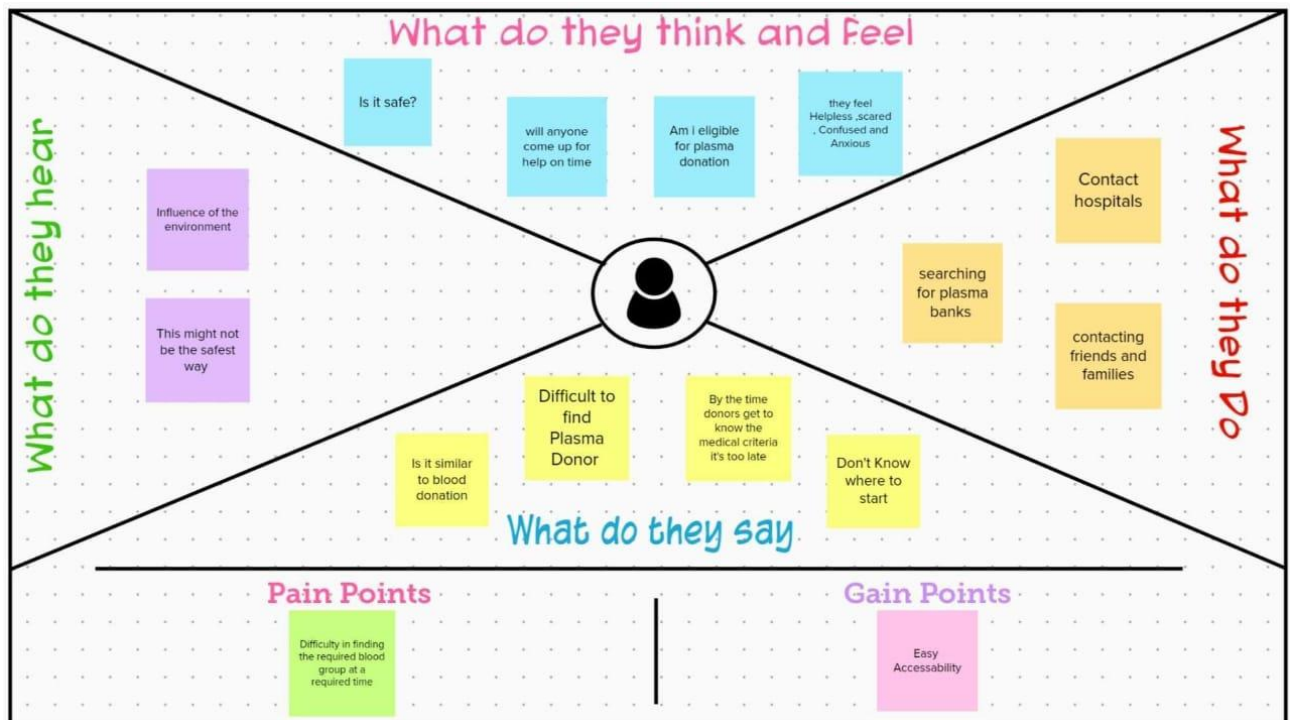 What do they think and Feel
Is it safe?
will anyone
come up for
help on time
Am i eligible
for plasma
donation
they feel
Helpless ,scared
, Confused and
Anxious
What do they hear
Influence of the
environment
This might not
be the safest
way
What do they Do
Contact
hospitals
searching
for plasma
banks
contacting
friends and
families
Is it similar
to blood
donation
Difficult to
find
Plasma
Donor
By the time
donors get to
know the
medical criteria
it's too late
Don't Know
where to
start
What do they say
Pain Points
Difficulty in finding
the required blood
group at a
required time
Gain Points
Easy
Accessability